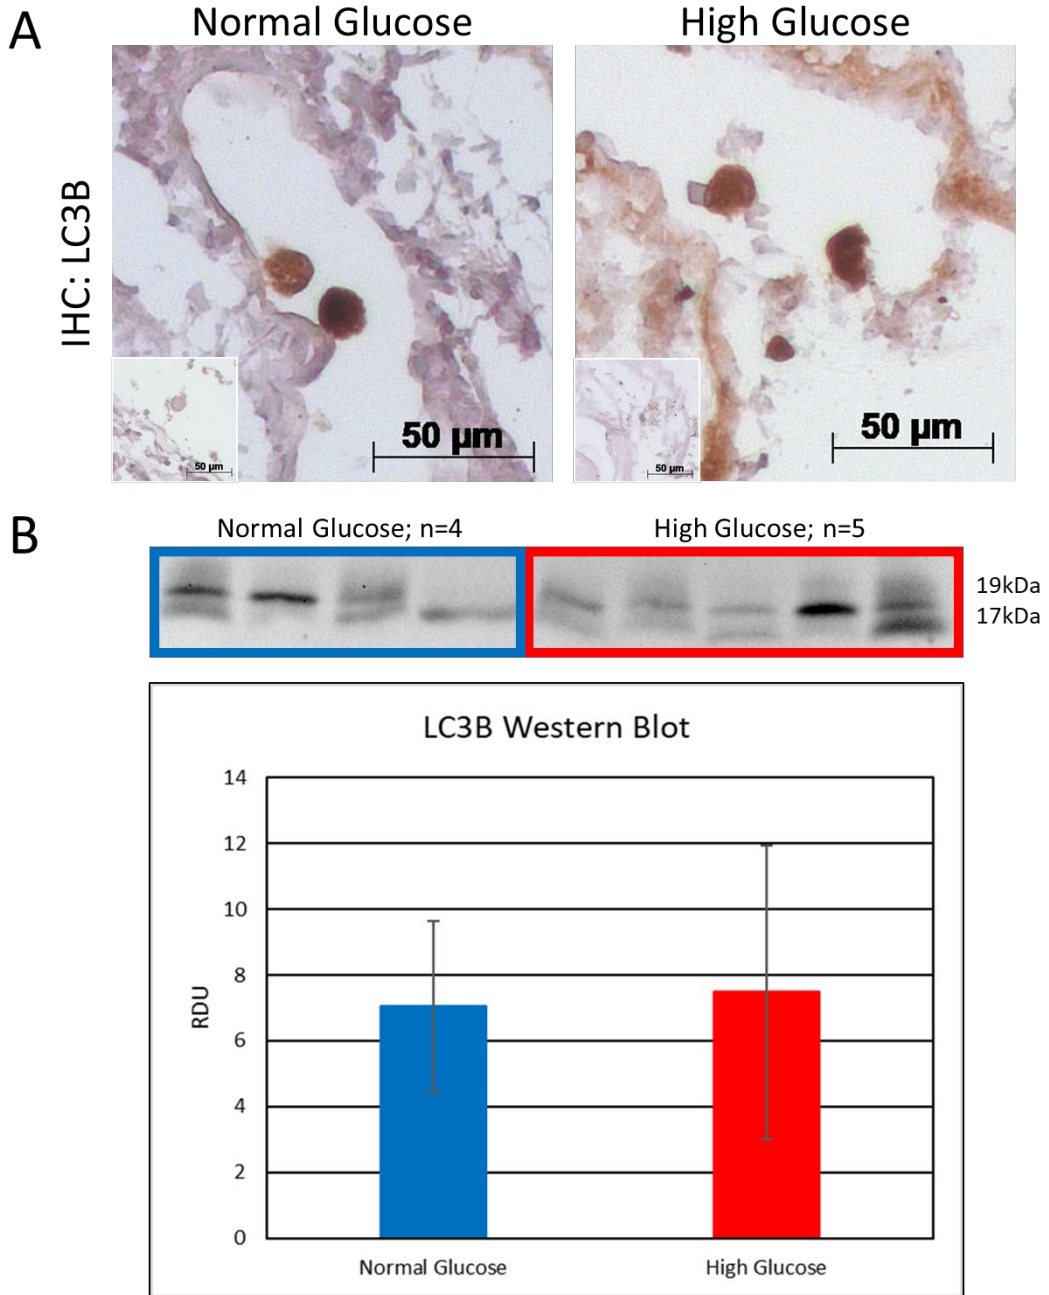 A
Normal Glucose
High Glucose
IHC: LC3B
50 µm
50 µm
50 µm
50 µm
B
Normal Glucose; n=4
High Glucose; n=5
19kDa
17kDa
LC3B Western Blot
14
12
10
8
6
4
2
0
RDU
Normal Glucose
High Glucose